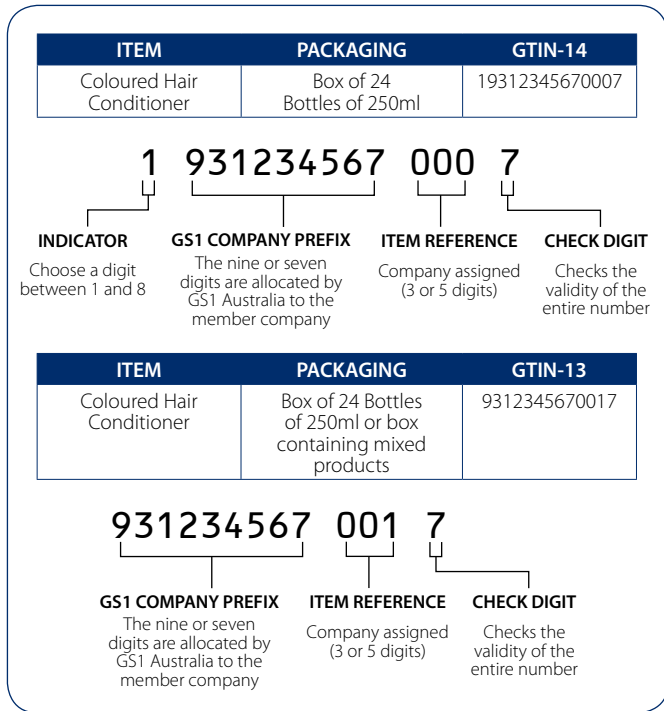 ITEM PACKAGING GTIN-14
Coloured Hair Box of 24 19312345670007
Conditioner Bottles of 250ml
1 931234567 000 7
INDICATOR GS1 COMPANY PREFIX ITEM REFERENCE CHECK DIGIT
Choose a digit The nine or seven Company assigned Checks the
between 1 and 8 digits are allocated by (3 or 5 digits) validity of the
GS1 Australia to the entire number
member company
ITEM PACKAGING GTIN-13
Coloured Hair Box of 24 Bottles 9312345670017
Conditioner of 250ml or box
containing mixed
products
931234567 001 7
GS1 COMPANY PREFIX ITEM REFERENCE CHECK DIGIT
The nine or seven Company assigned Checks the
digits are allocated by (3 or 5 digits) validity of the
GS1 Australia to the entire number
member company